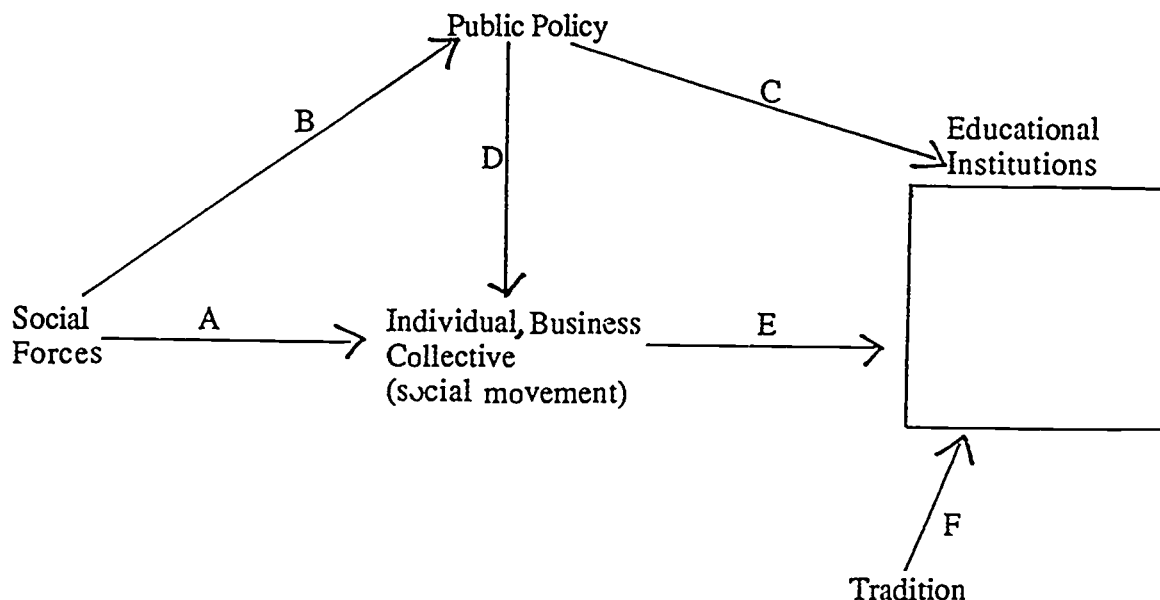 Public Policy
B
C
D
Educational
Institutions
Social
Forces
A
Individual, Business
Collective
(social movement)
E
F
Tradition